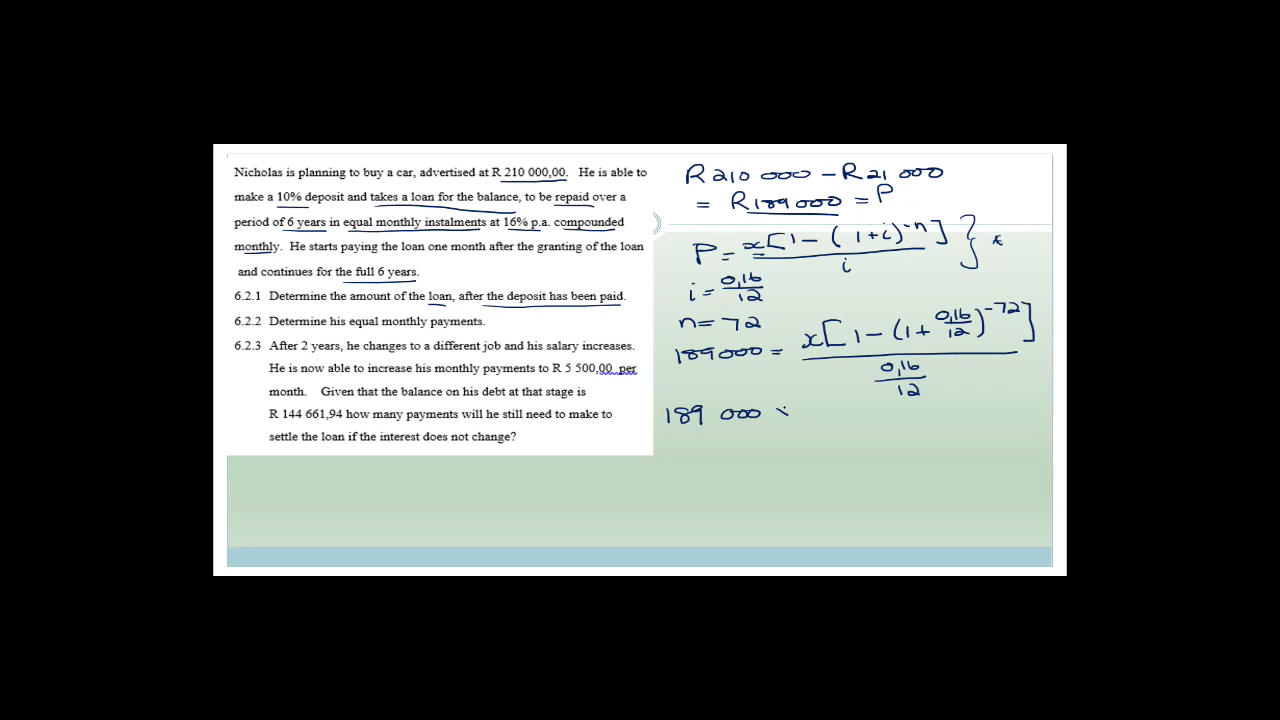 Nicholas is planning to buy a car, advertised at R 210 000,00. He is able to
make a 10% deposit and takes a loan for the balance, to be repaid over a
period of 6 years in equal monthly instalments at 16% p.a. compounded
monthly. He starts paying the loan one month after the granting of the loan
and continues for the full 6 years.
6.2.1 Determine the amount of the loan, after the deposit has been paid.
6.2.2 Determine his equal monthly payments.
6.2.3 After 2 years, he changes to a different job and his salary increases.
He is now able to increase his monthly payments to R 5 500,00 per
month. Given that the balance on his debt at that stage is
R 144 661,94 how many payments will he still need to make to
settle the loan if the interest does not change?
R 210 000 – R 21 000
= R189 000 = P
P = x[1 – (1+i)^-n] / i } *
i = 0,16/12
n = 72
189000 = x[1 – (1 + 0,16/12)^-72] / 0,16/12
189 000